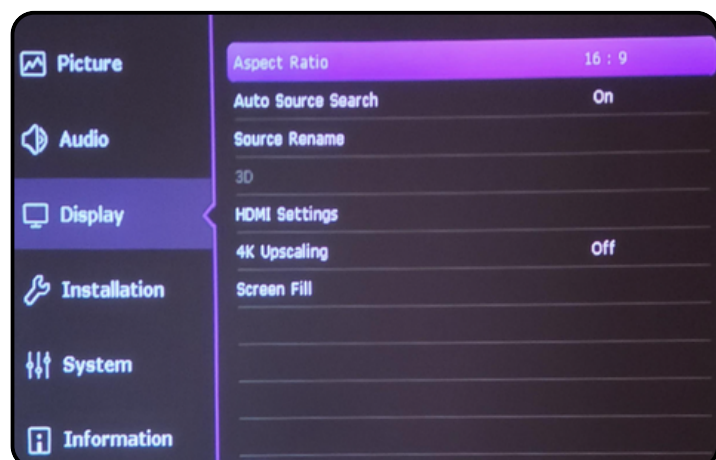 Picture
Audio
Display
Installation
System
Information
Aspect Ratio 16 : 9
Auto Source Search On
Source Rename
3D
HDMI Settings
4K Upscaling Off
Screen Fill